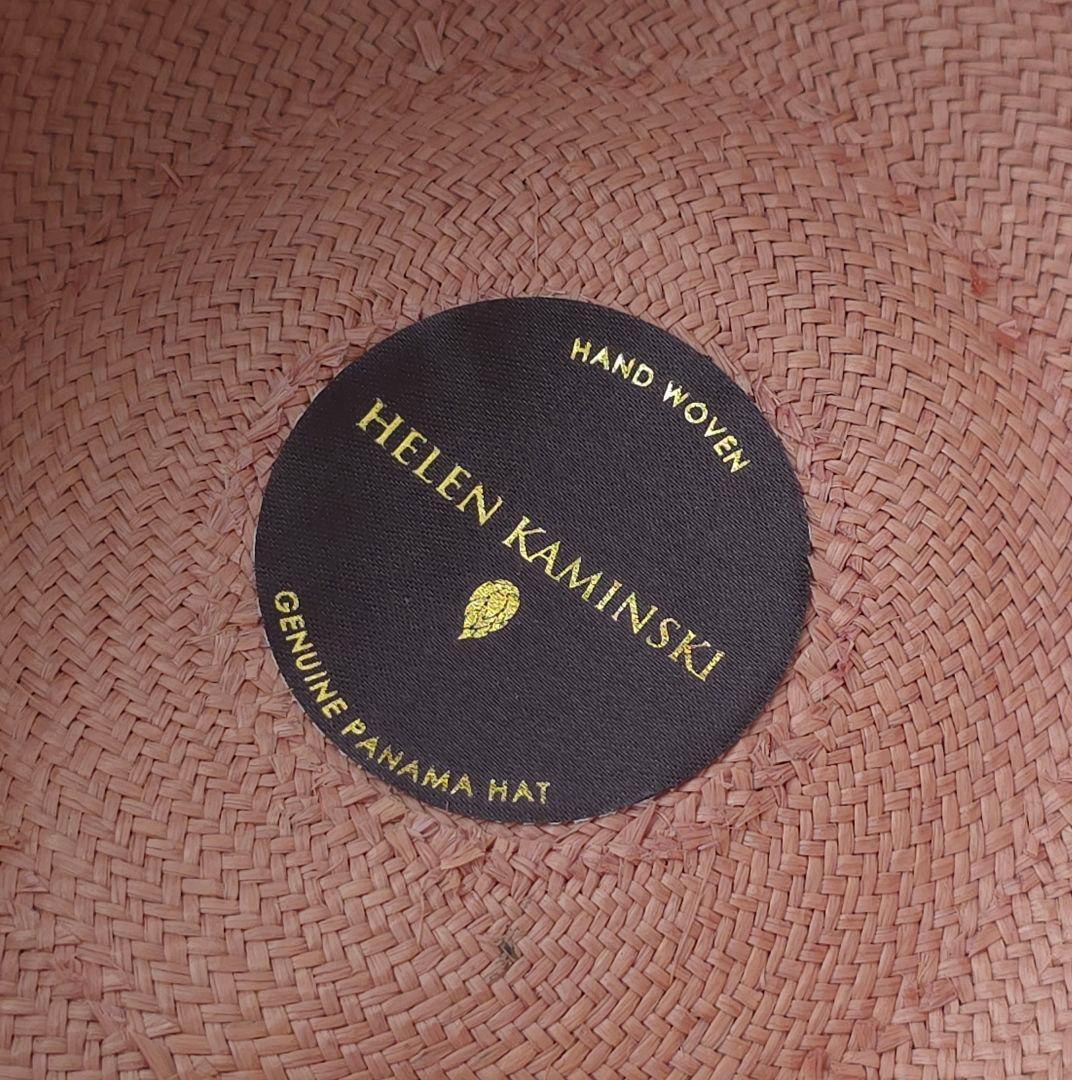 HAND WOVEN
HELEN KAMINSKI
GENUINE PANAMA HAT